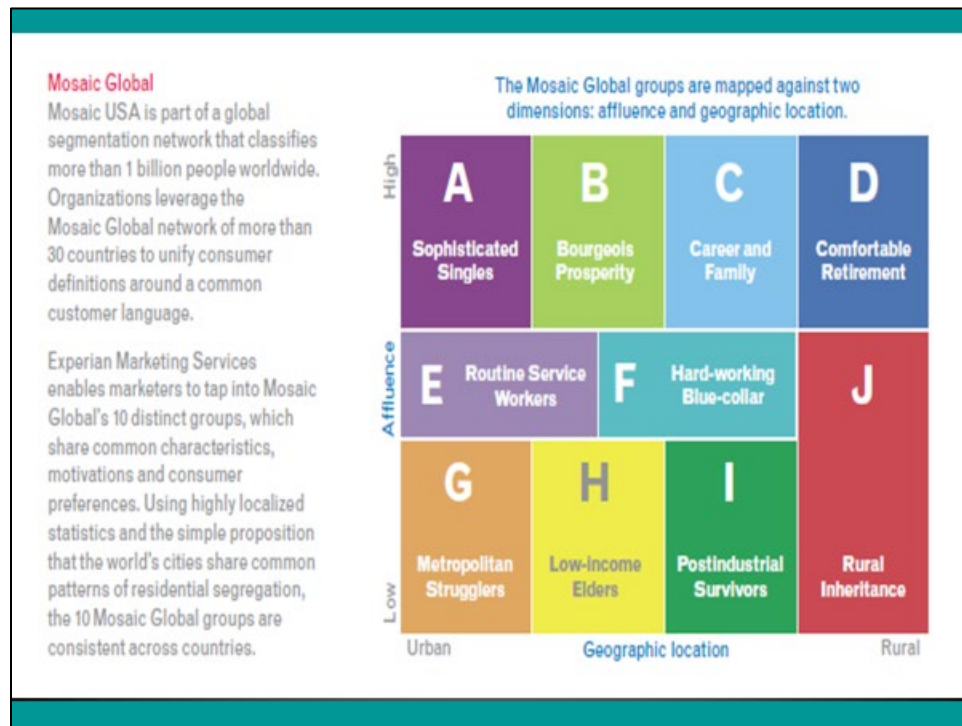 Mosaic Global
Mosaic USA is part of a global
segmentation network that classifies
more than 1 billion people worldwide.
Organizations leverage the
Mosaic Global network of more than
30 countries to unify consumer
definitions around a common
customer language.
Experian Marketing Services
enables marketers to tap into Mosaic
Global's 10 distinct groups, which
share common characteristics,
motivations and consumer
preferences. Using highly localized
statistics and the simple proposition
that the world's cities share common
patterns of residential segregation,
the 10 Mosaic Global groups are
consistent across countries.
The Mosaic Global groups are mapped against two
dimensions: affluence and geographic location.
High
Affluence
Low
A
Sophisticated
Singles
B
Bourgeois
Prosperity
C
Career and
Family
D
Comfortable
Retirement
E
Routine Service
Workers
F
Hard-working
Blue-collar
J
Rural
Inheritance
G
Metropolitan
Strugglers
H
Low-income
Elders
I
Postindustrial
Survivors
Urban
Geographic location
Rural